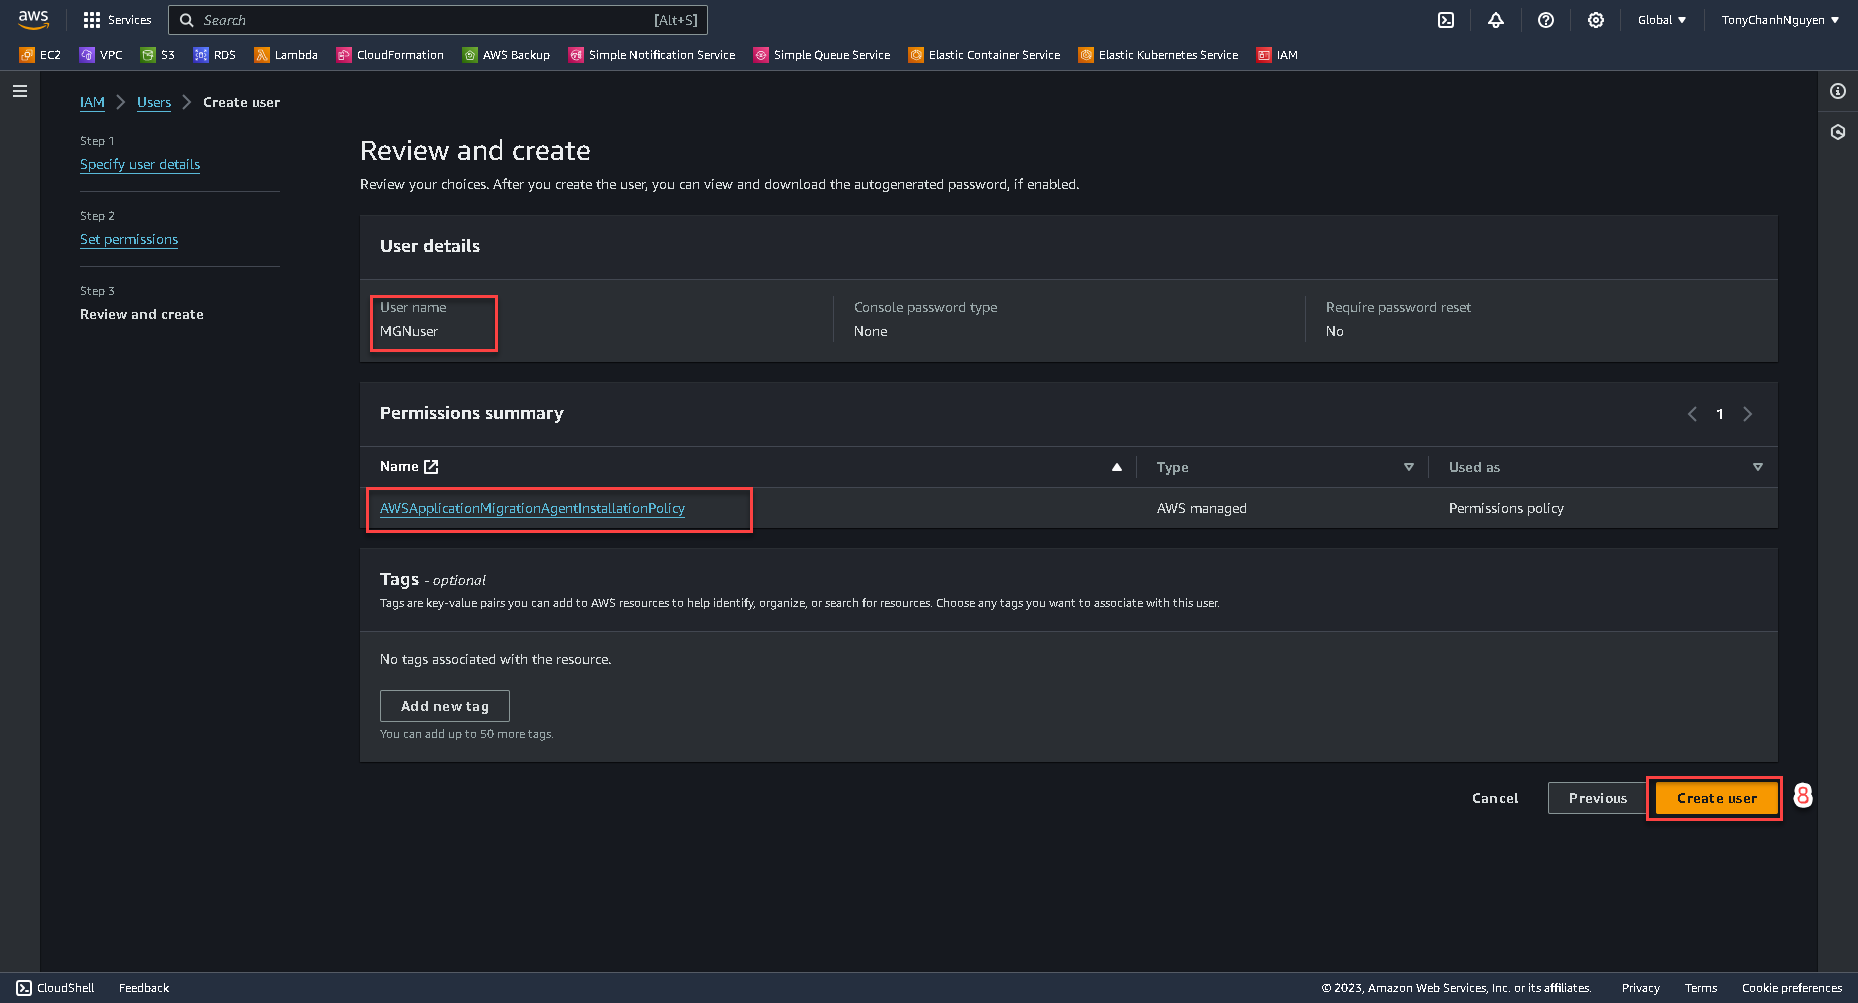 aws
Services
Search
[Alt+S]
Global
TonyChanhNguyen
EC2
VPC
S3
RDS
Lambda
CloudFormation
AWS Backup
Simple Notification Service
Simple Queue Service
Elastic Container Service
Elastic Kubernetes Service
IAM
IAM
Users
Create user
Step 1
Specify user details
Step 2
Set permissions
Step 3
Review and create
Review and create
Review your choices. After you create the user, you can view and download the autogenerated password, if enabled.
User details
User name
MGNuser
Console password type
None
Require password reset
No
Permissions summary
1
Name
Type
Used as
AWSApplicationMigrationAgentInstallationPolicy
AWS managed
Permissions policy
Tags - optional
Tags are key-value pairs you can add to AWS resources to help identify, organize, or search for resources. Choose any tags you want to associate with this user.
No tags associated with the resource.
Add new tag
You can add up to 50 more tags.
Cancel
Previous
Create user
8
CloudShell
Feedback
© 2023, Amazon Web Services, Inc. or its affiliates.
Privacy
Terms
Cookie preferences